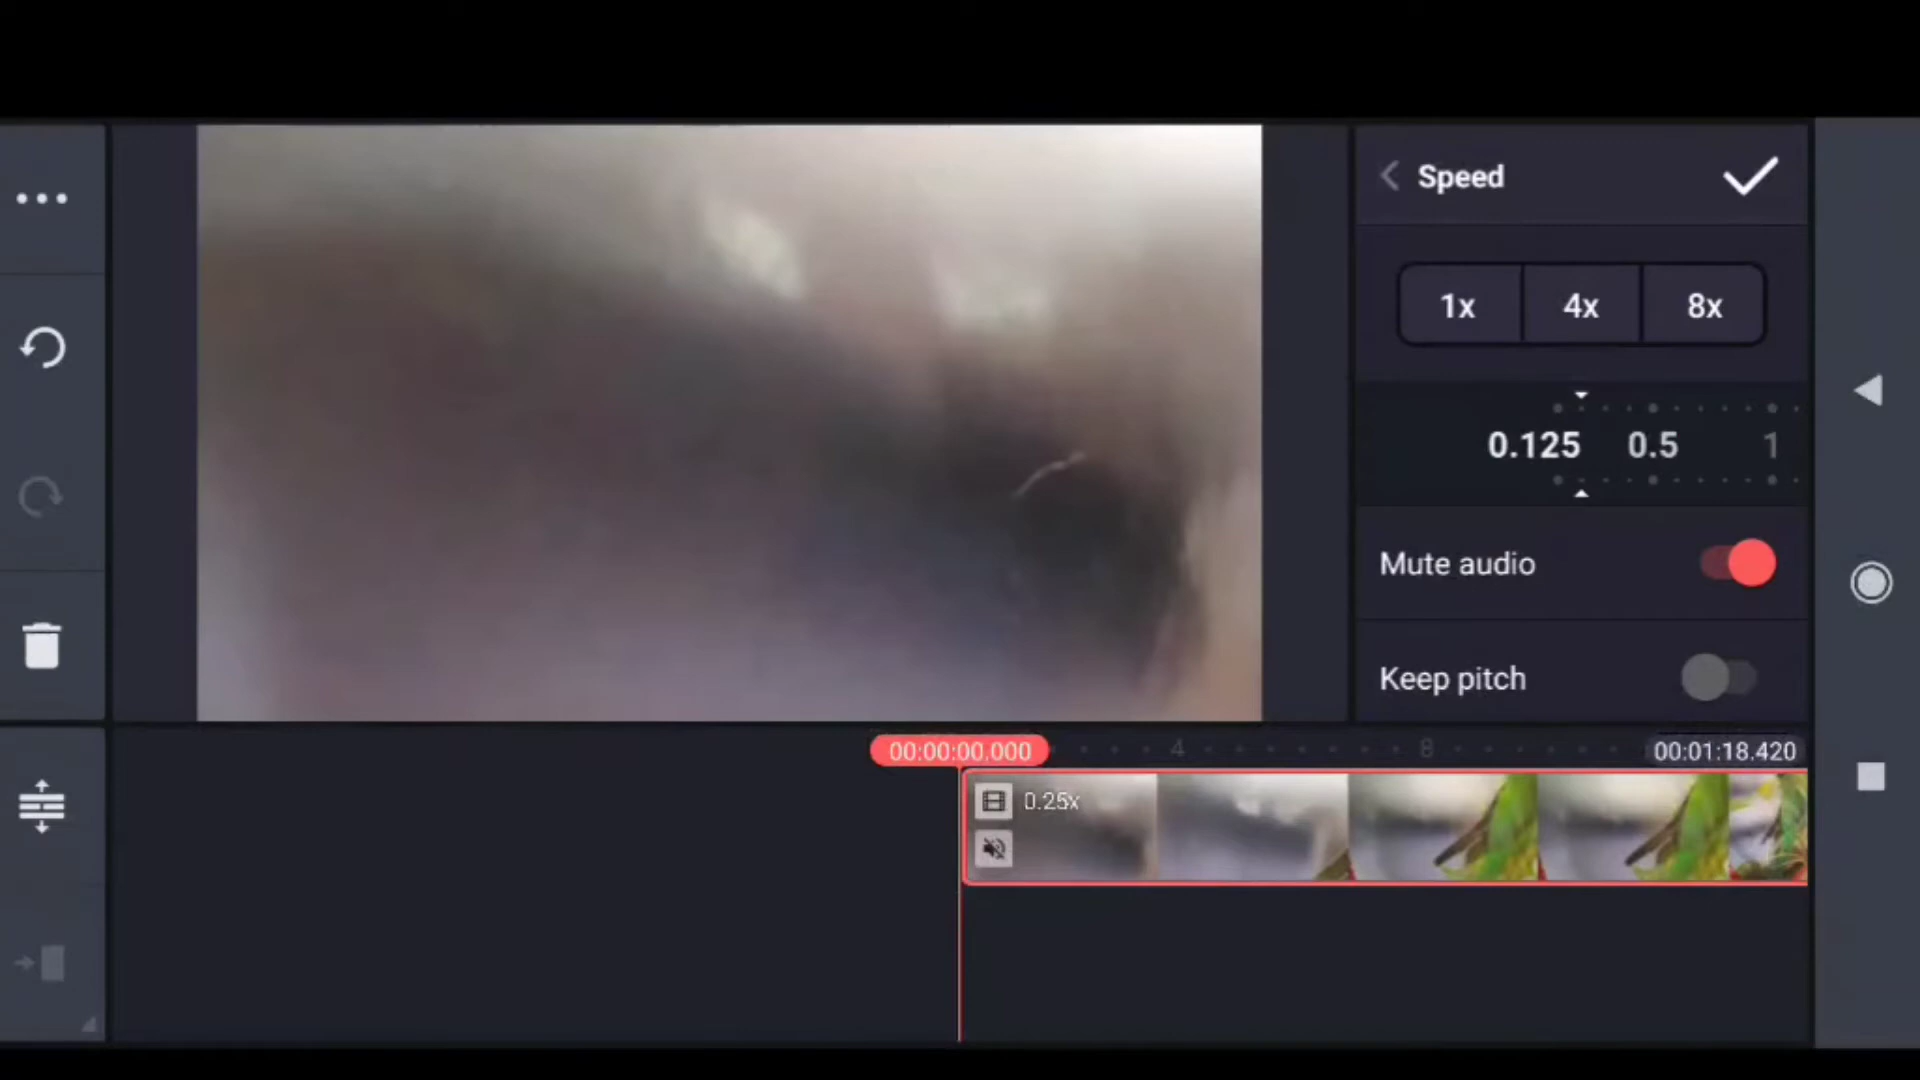 Speed
1x 4x 8x
0.125 0.5 1
Mute audio
Keep pitch
00:00:00.000 4 8 00:01:18.420
0.25x